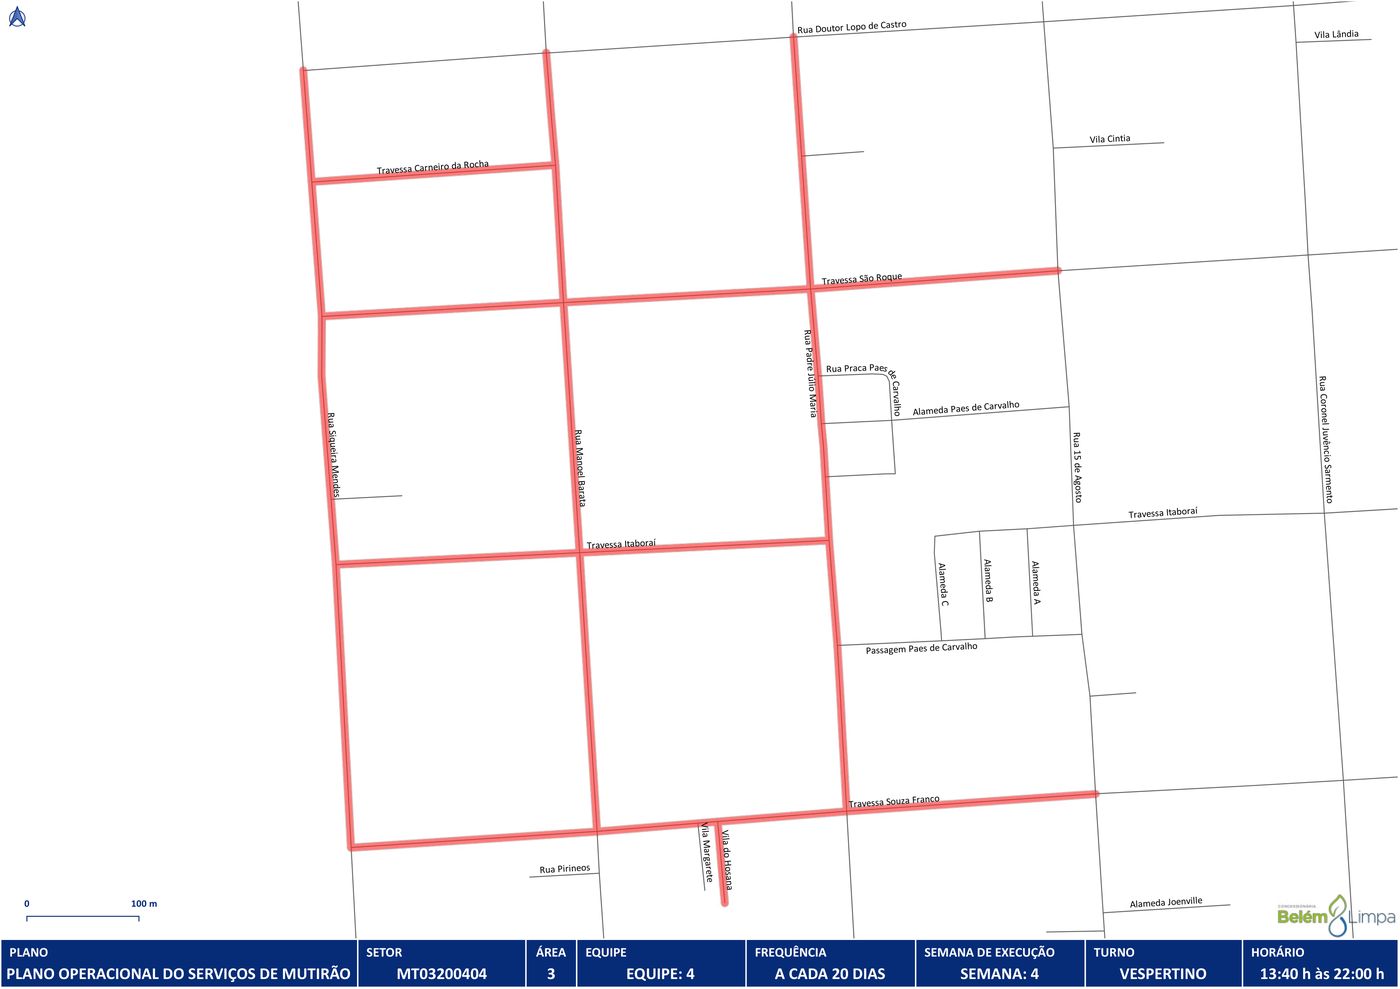 Rua Doutor Lopo de Castro
Vila Lândia
Vila Cintia
Travessa Carneiro da Rocha
Travessa São Roque
Rua Padre Júlio Maria
Rua Praca Paes de Carvalho
Alameda Paes de Carvalho
Rua Siqueira Mendes
Rua Manoel Barata
Rua 15 de Agosto
Rua Coronel Juvêncio Sarmento
Travessa Itaboraí
Travessa Itaboraí
Alameda C
Alameda B
Alameda A
Passagem Paes de Carvalho
Travessa Souza Franco
Vila Margarete
Vila do Hosana
Rua Pirineos
Alameda Joenville
0 100 m
CONCESSIONÁRIA
Belém Limpa
PLANO
PLANO OPERACIONAL DO SERVIÇOS DE MUTIRÃO
SETOR
MT03200404
ÁREA
3
EQUIPE
EQUIPE: 4
FREQUÊNCIA
A CADA 20 DIAS
SEMANA DE EXECUÇÃO
SEMANA: 4
TURNO
VESPERTINO
HORÁRIO
13:40 h às 22:00 h